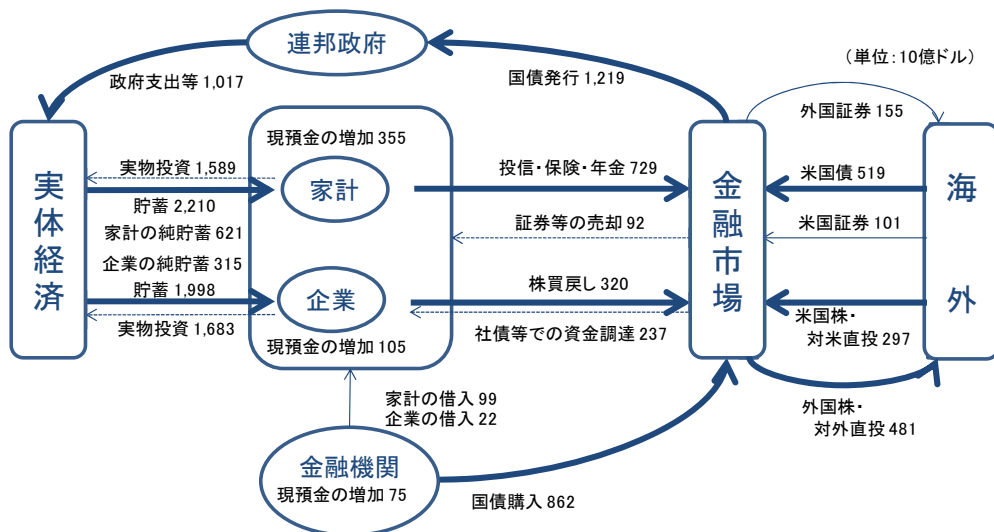 連邦政府
（単位：10億ドル）
政府支出等 1,017
国債発行 1,219
外国証券 155
現預金の増加 355
実物投資 1,589
家計
投信・保険・年金 729
米国債 519
貯蓄 2,210
証券等の売却 92
米国証券 101
家計の純貯蓄 621
実体経済
金融市場
海外
企業の純貯蓄 315
貯蓄 1,998
企業
株買戻し 320
米国株・
対米直投 297
実物投資 1,683
社債等での資金調達 237
現預金の増加 105
家計の借入 99
企業の借入 22
外国株・
対外直投 481
金融機関
現預金の増加 75
国債購入 862